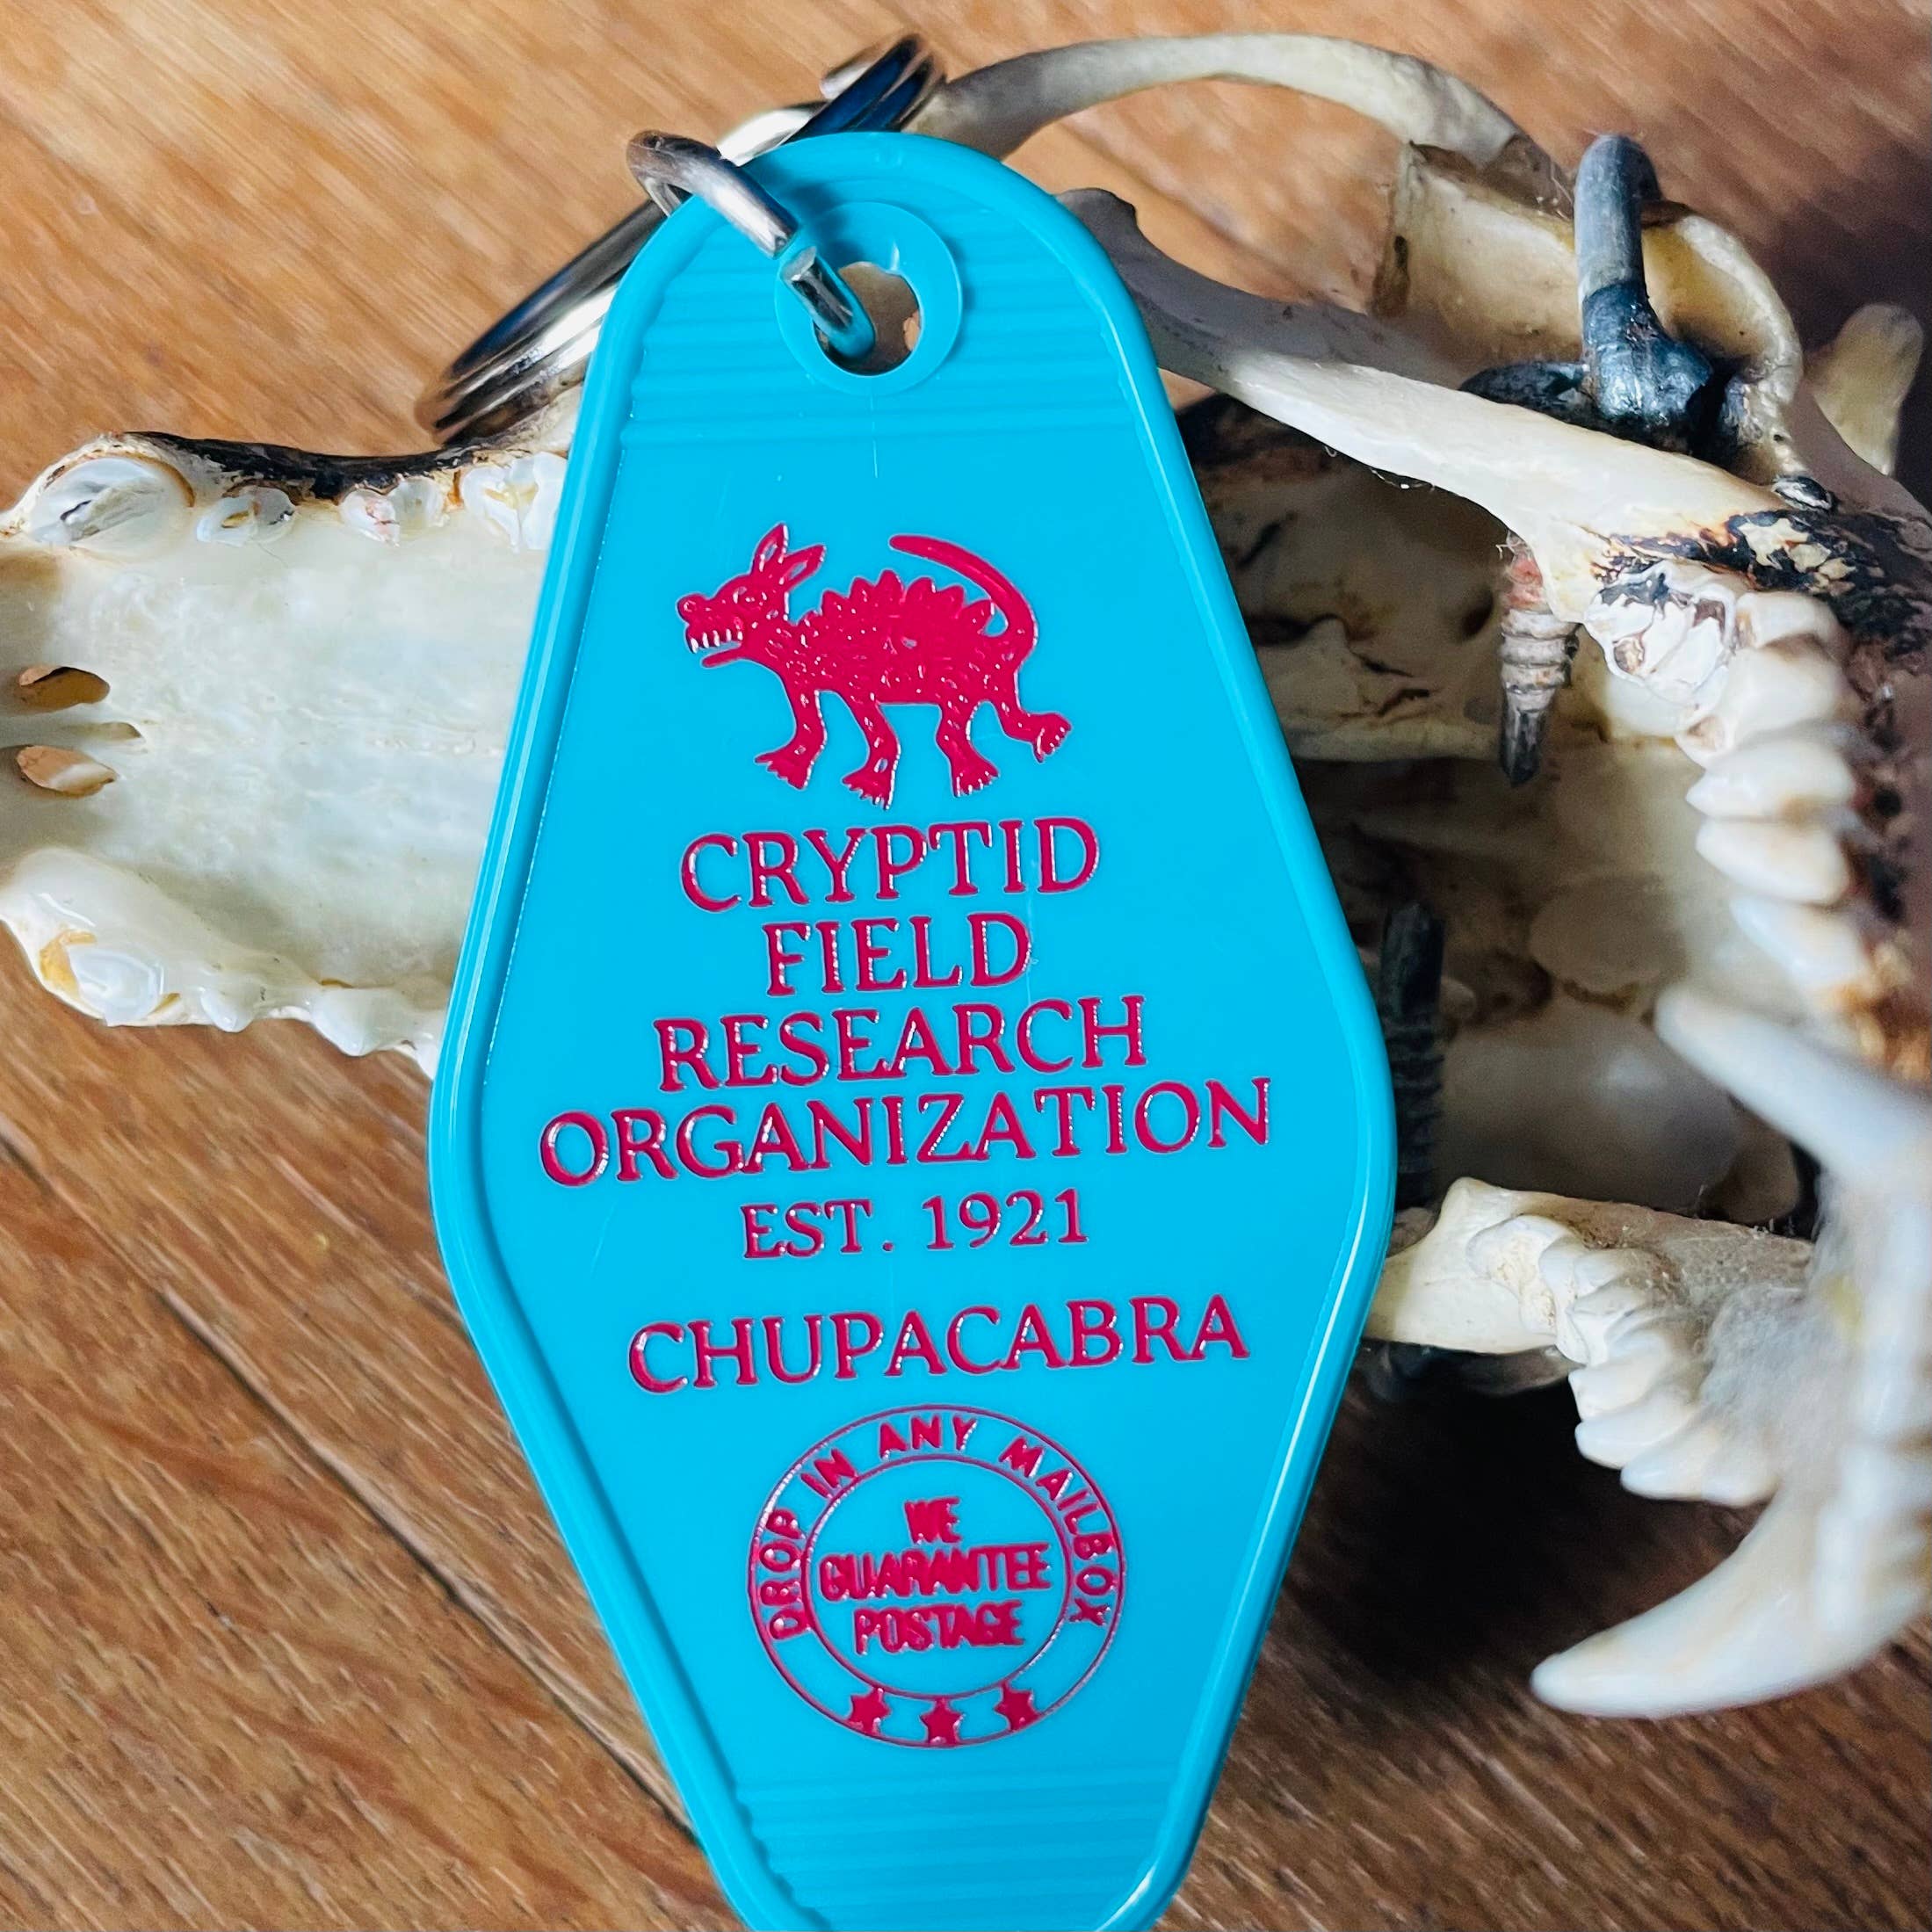 CRYPTID
FIELD
RESEARCH
ORGANIZATION
EST. 1921
CHUPACABRA
DROP IN ANY MAILBOX
WE
GUARANTEE
POSTAGE